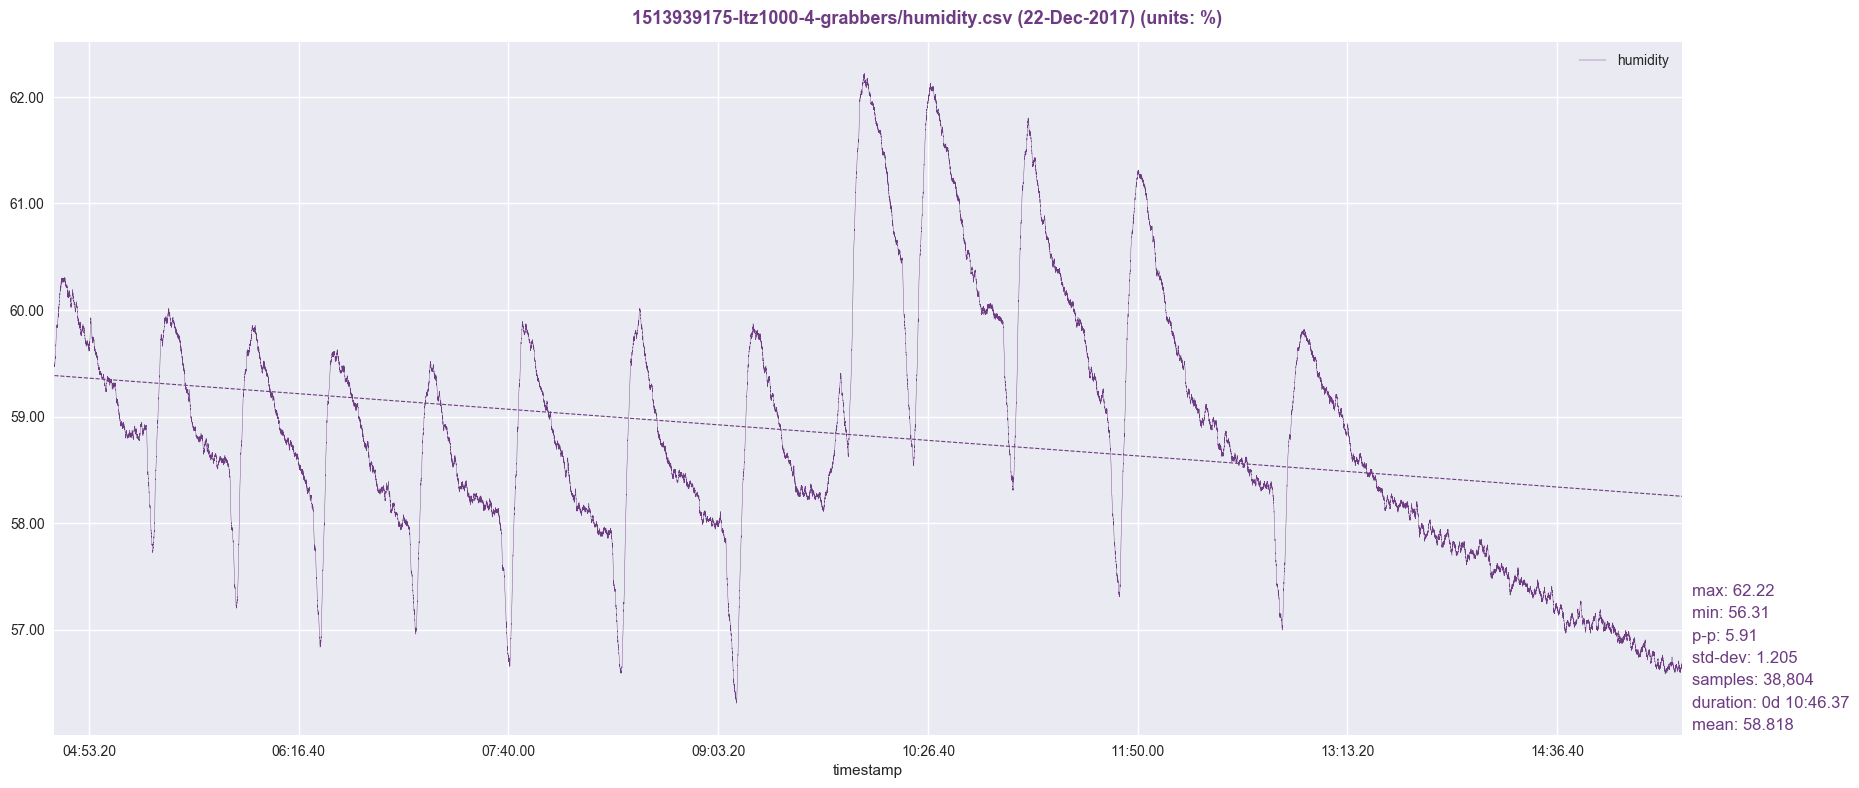 1513939175-ltz1000-4-grabbers/humidity.csv (22-Dec-2017) (units: %)
humidity
62.00
61.00
60.00
59.00
58.00
57.00
max: 62.22
min: 56.31
p-p: 5.91
std-dev: 1.205
samples: 38,804
duration: 0d 10:46.37
mean: 58.818
04:53.20 06:16.40 07:40.00 09:03.20 10:26.40 11:50.00 13:13.20 14:36.40
timestamp